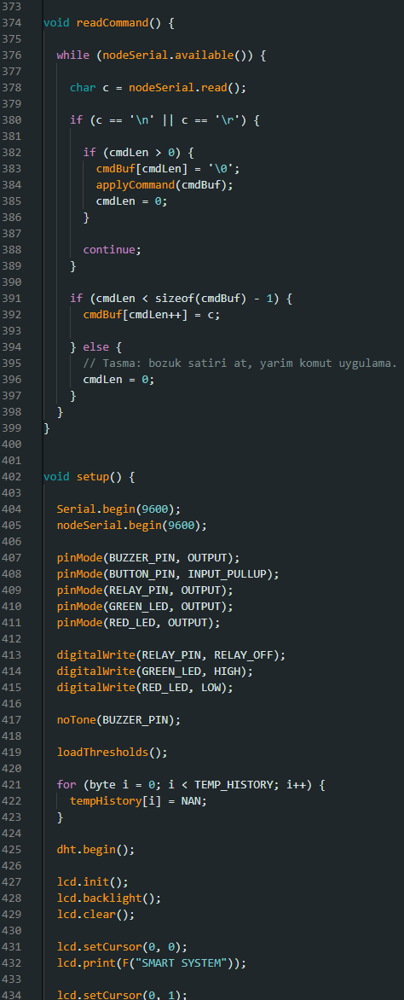 373
374 void readCommand() {
375
376   while (nodeSerial.available()) {
377
378     char c = nodeSerial.read();
379
380     if (c == '\n' || c == '\r') {
381
382       if (cmdLen > 0) {
383         cmdBuf[cmdLen] = '\0';
384         applyCommand(cmdBuf);
385         cmdLen = 0;
386       }
387
388       continue;
389     }
390
391     if (cmdLen < sizeof(cmdBuf) - 1) {
392       cmdBuf[cmdLen++] = c;
393
394     } else {
395       // Tasma: bozuk satiri at, yarim komut uygulama.
396       cmdLen = 0;
397     }
398   }
399 }
400
401
402 void setup() {
403
404   Serial.begin(9600);
405   nodeSerial.begin(9600);
406
407   pinMode(BUZZER_PIN, OUTPUT);
408   pinMode(BUTTON_PIN, INPUT_PULLUP);
409   pinMode(RELAY_PIN, OUTPUT);
410   pinMode(GREEN_LED, OUTPUT);
411   pinMode(RED_LED, OUTPUT);
412
413   digitalWrite(RELAY_PIN, RELAY_OFF);
414   digitalWrite(GREEN_LED, HIGH);
415   digitalWrite(RED_LED, LOW);
416
417   noTone(BUZZER_PIN);
418
419   loadThresholds();
420
421   for (byte i = 0; i < TEMP_HISTORY; i++) {
422     tempHistory[i] = NAN;
423   }
424
425   dht.begin();
426
427   lcd.init();
428   lcd.backlight();
429   lcd.clear();
430
431   lcd.setCursor(0, 0);
432   lcd.print(F("SMART SYSTEM"));
433
434   lcd.setCursor(0, 1);